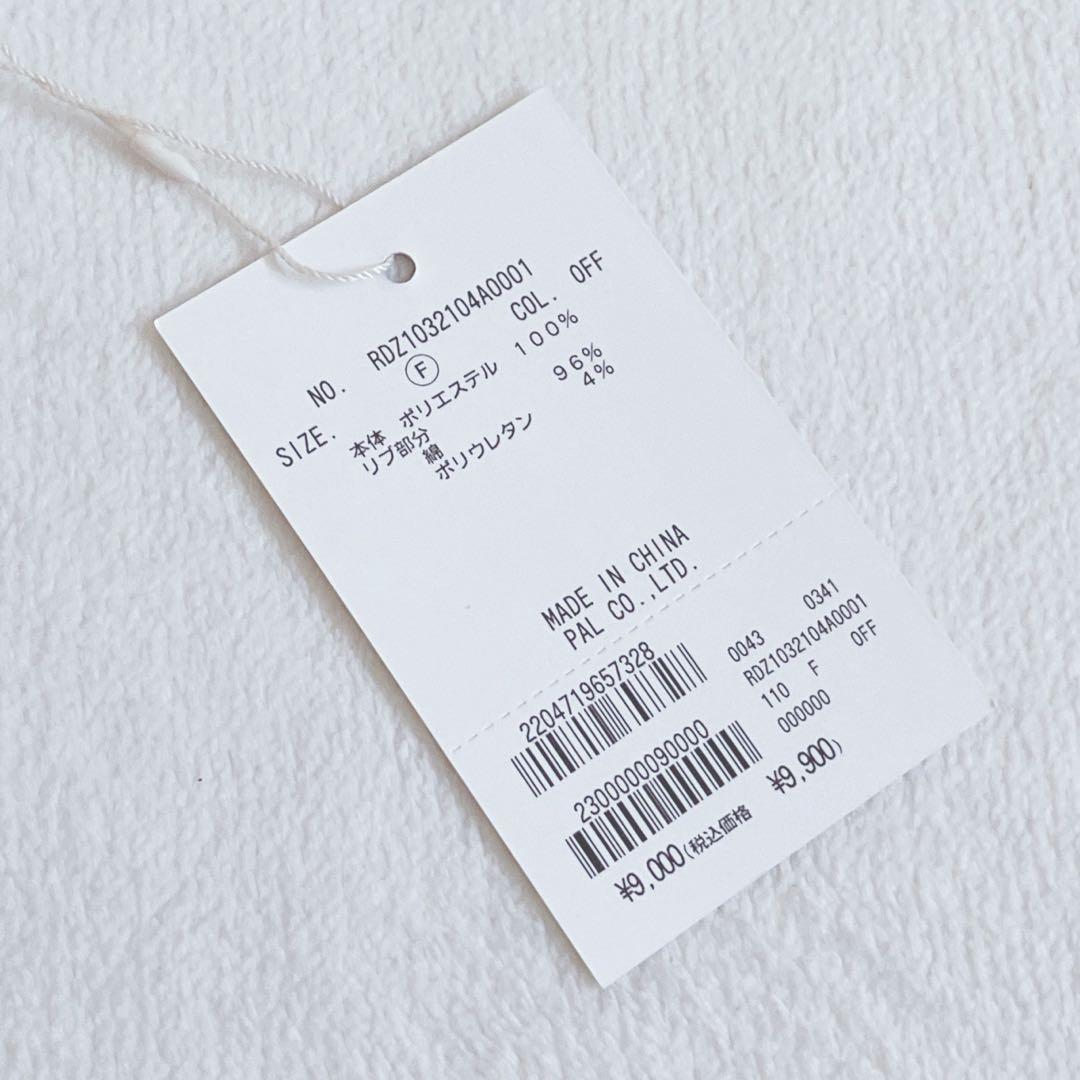 NO. RDZ1032104A0001
SIZE. Ⓕ COL. OFF
本体 ポリエステル 100%
リブ部分
綿 96%
ポリウレタン 4%
MADE IN CHINA
PAL CO.,LTD.
2204719657328
0043 0341
RDZ1032104A0001
110 F OFF
000000
2300000090000
¥9,000(税込価格 ¥9,900)